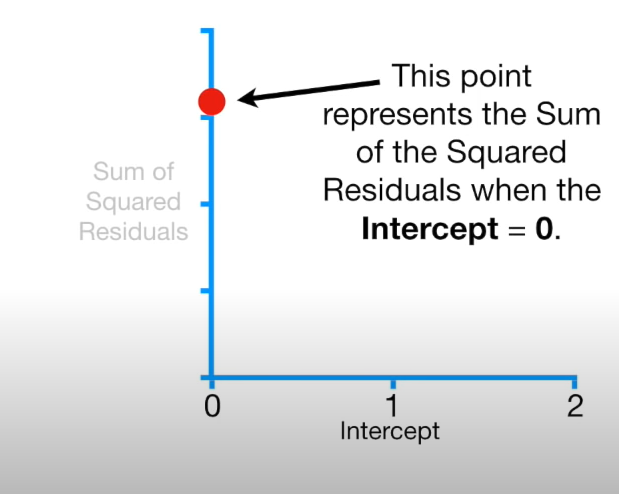 This point
represents the Sum
of the Squared
Residuals when the
Intercept = 0.
Sum of
Squared
Residuals
0
1
2
Intercept